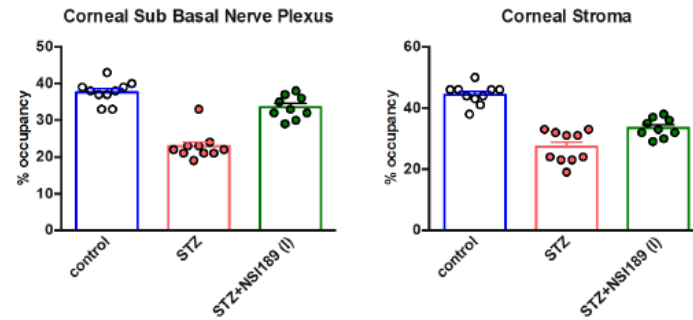 Corneal Sub Basal Nerve Plexus
50
40
30
20
10
0
% occupancy
control
STZ
STZ+NSI189 (I)
Corneal Stroma
60
40
20
0
% occupancy
control
STZ
STZ+NSI189 (I)